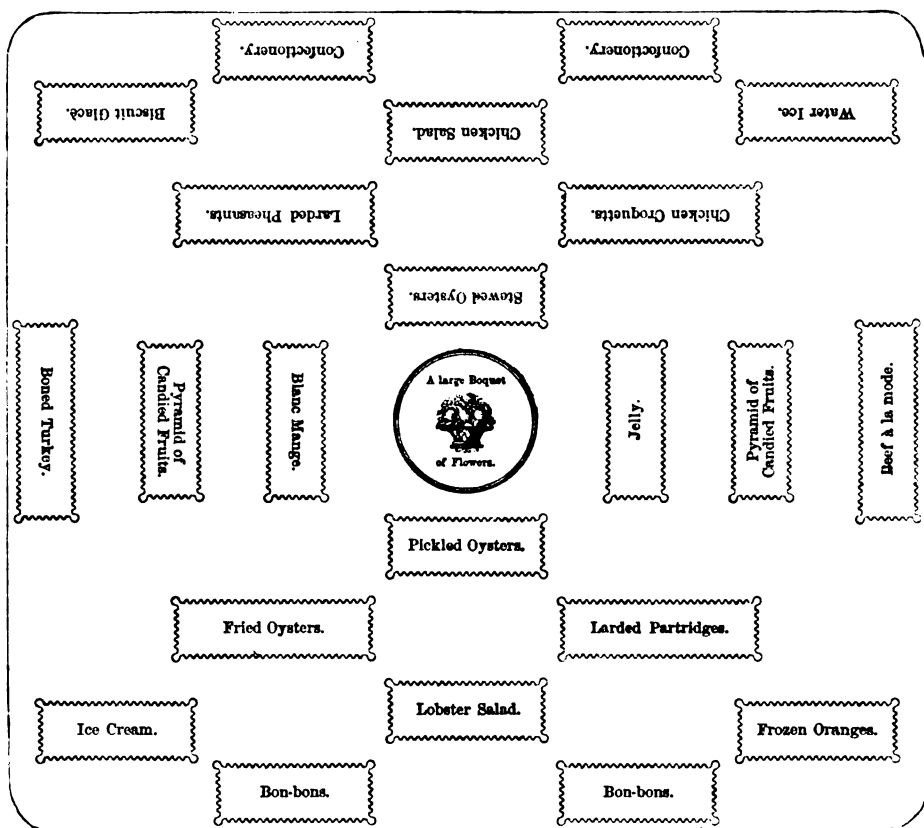 Confectionery.
Confectionery.
Biscuit Glacè.
Water Ice.
Chicken Salad.
Larded Pheasants.
Chicken Croquetts.
Stewed Oysters.
Boned Turkey.
Pyramid of
Candied Fruits.
Blanc Mange.
A large Boquet
of Flowers.
Jelly.
Pyramid of
Candied Fruits.
Beef à la mode.
Pickled Oysters.
Fried Oysters.
Larded Partridges.
Lobster Salad.
Ice Cream.
Frozen Oranges.
Bon-bons.
Bon-bons.